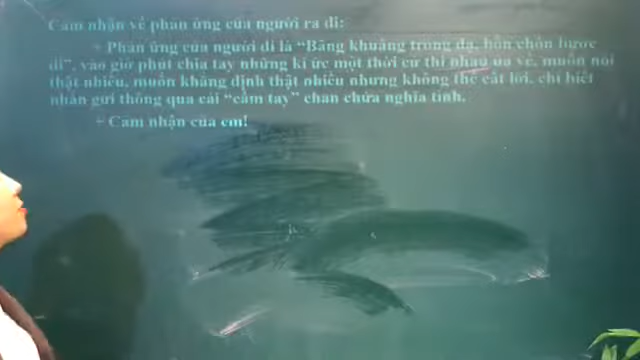 Cảm nhận về phản ứng của người ra đi:
+ Phản ứng của người đi là “Bâng khuâng trong dạ, bồn chồn bước
đi”, vào giờ phút chia tay những kí ức một thời cứ thi nhau ùa về, muốn nói
thật nhiều, muốn khẳng định thật nhiều nhưng không thể cất lời, chỉ biết
nhắn gửi thông qua cái “cầm tay” chan chứa nghĩa tình.
+ Cảm nhận của em!